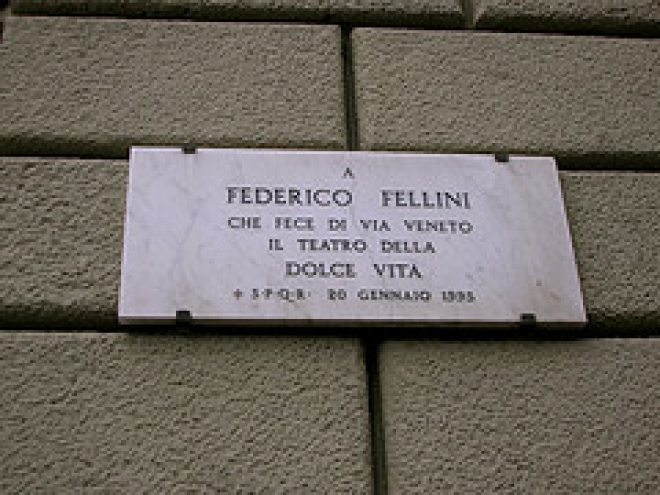 A
FEDERICO FELLINI
CHE FECE DI VIA VENETO
IL TEATRO DELLA
DOLCE VITA
+ S·P·Q·R· 20 GENNAIO 1995